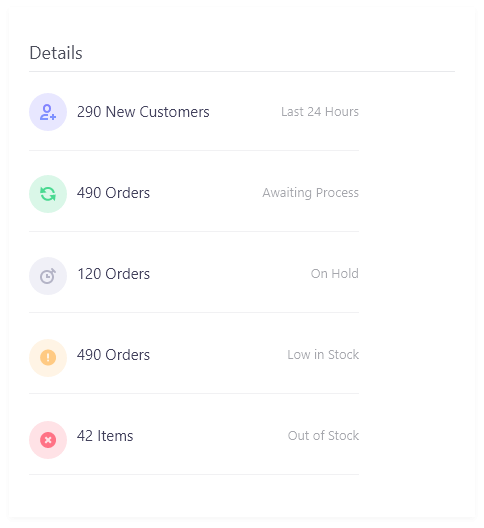 Details
290 New Customers Last 24 Hours
490 Orders Awaiting Process
120 Orders On Hold
490 Orders Low in Stock
42 Items Out of Stock